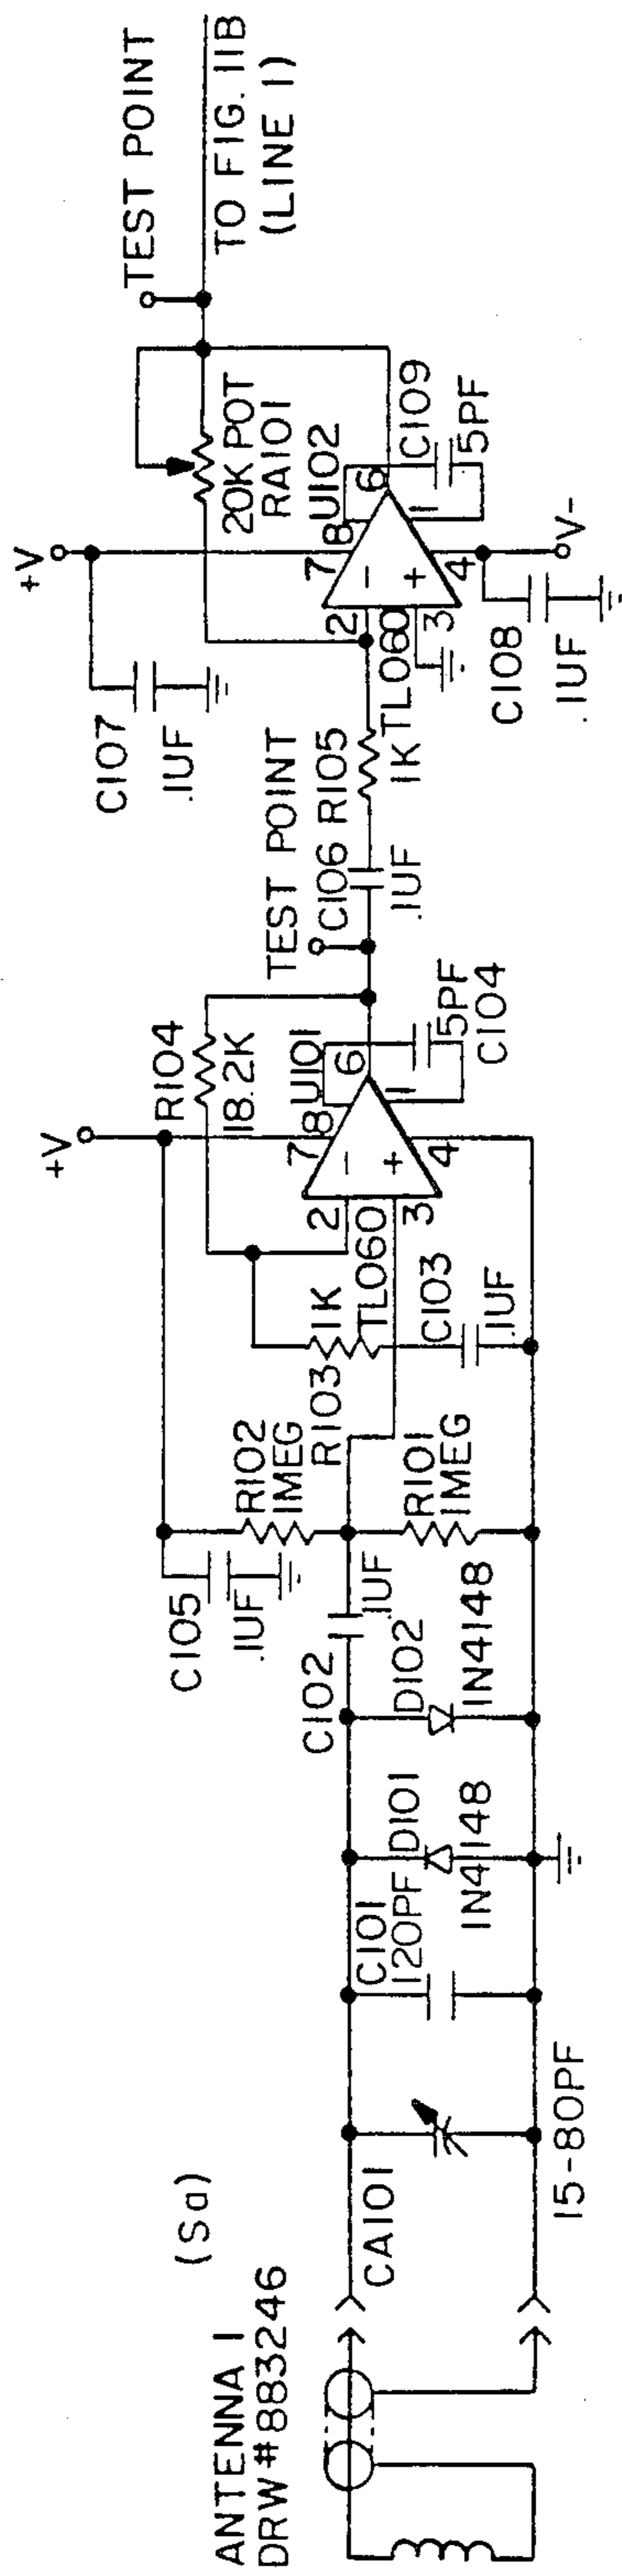 ANTENNA 1
DRW #883246
(Sa)
CA101
15-80PF
C101
120PF
D101
1N4148
D102
1N4148
C102
.1UF
C105
.1UF
R102
1MEG
R101
1MEG
R103
1K
C103
.1UF
+V
R104
18.2K
U101
TL060
2
3
7
8
6
1
4
5PF
C104
TEST POINT
C106
.1UF
R105
1K
C107
.1UF
+V
20K POT
RA101
U102
TL060
2
3
7
8
6
1
4
C109
5PF
C108
.1UF
V-
TEST POINT
TO FIG. 11B
(LINE 1)